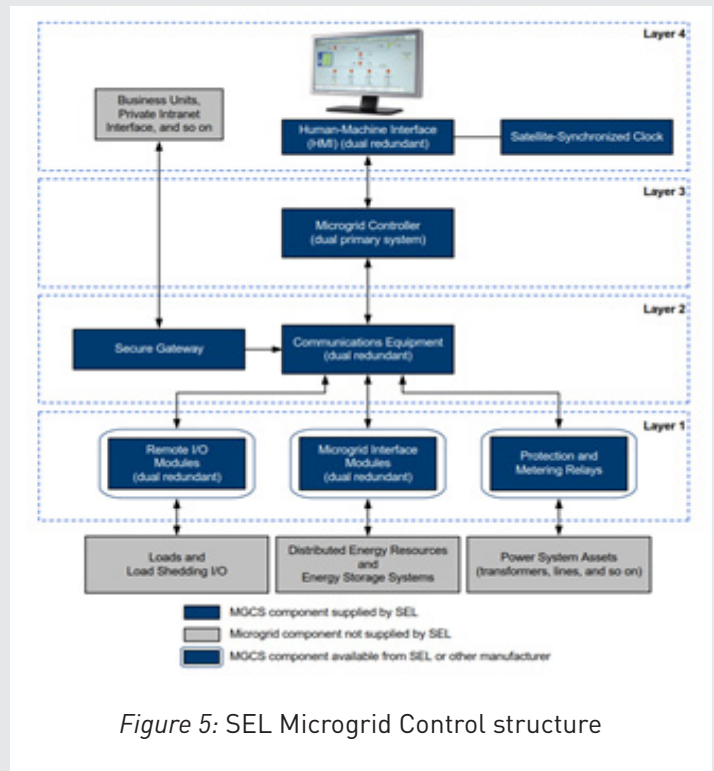 Layer 4
Business Units,
Private Intranet
Interface, and so on
Human-Machine Interface
(HMI) (dual redundant)
Satellite-Synchronized Clock
Layer 3
Microgrid Controller
(dual primary system)
Layer 2
Secure Gateway
Communications Equipment
(dual redundant)
Layer 1
Remote I/O
Modules
(dual redundant)
Microgrid Interface
Modules
(dual redundant)
Protection and
Metering Relays
Loads and
Load Shedding I/O
Distributed Energy Resources
and
Energy Storage Systems
Power System Assets
(transformers, lines, and so on)
MGCS component supplied by SEL
Microgrid component not supplied by SEL
MGCS component available from SEL or other manufacturer
Figure 5: SEL Microgrid Control structure